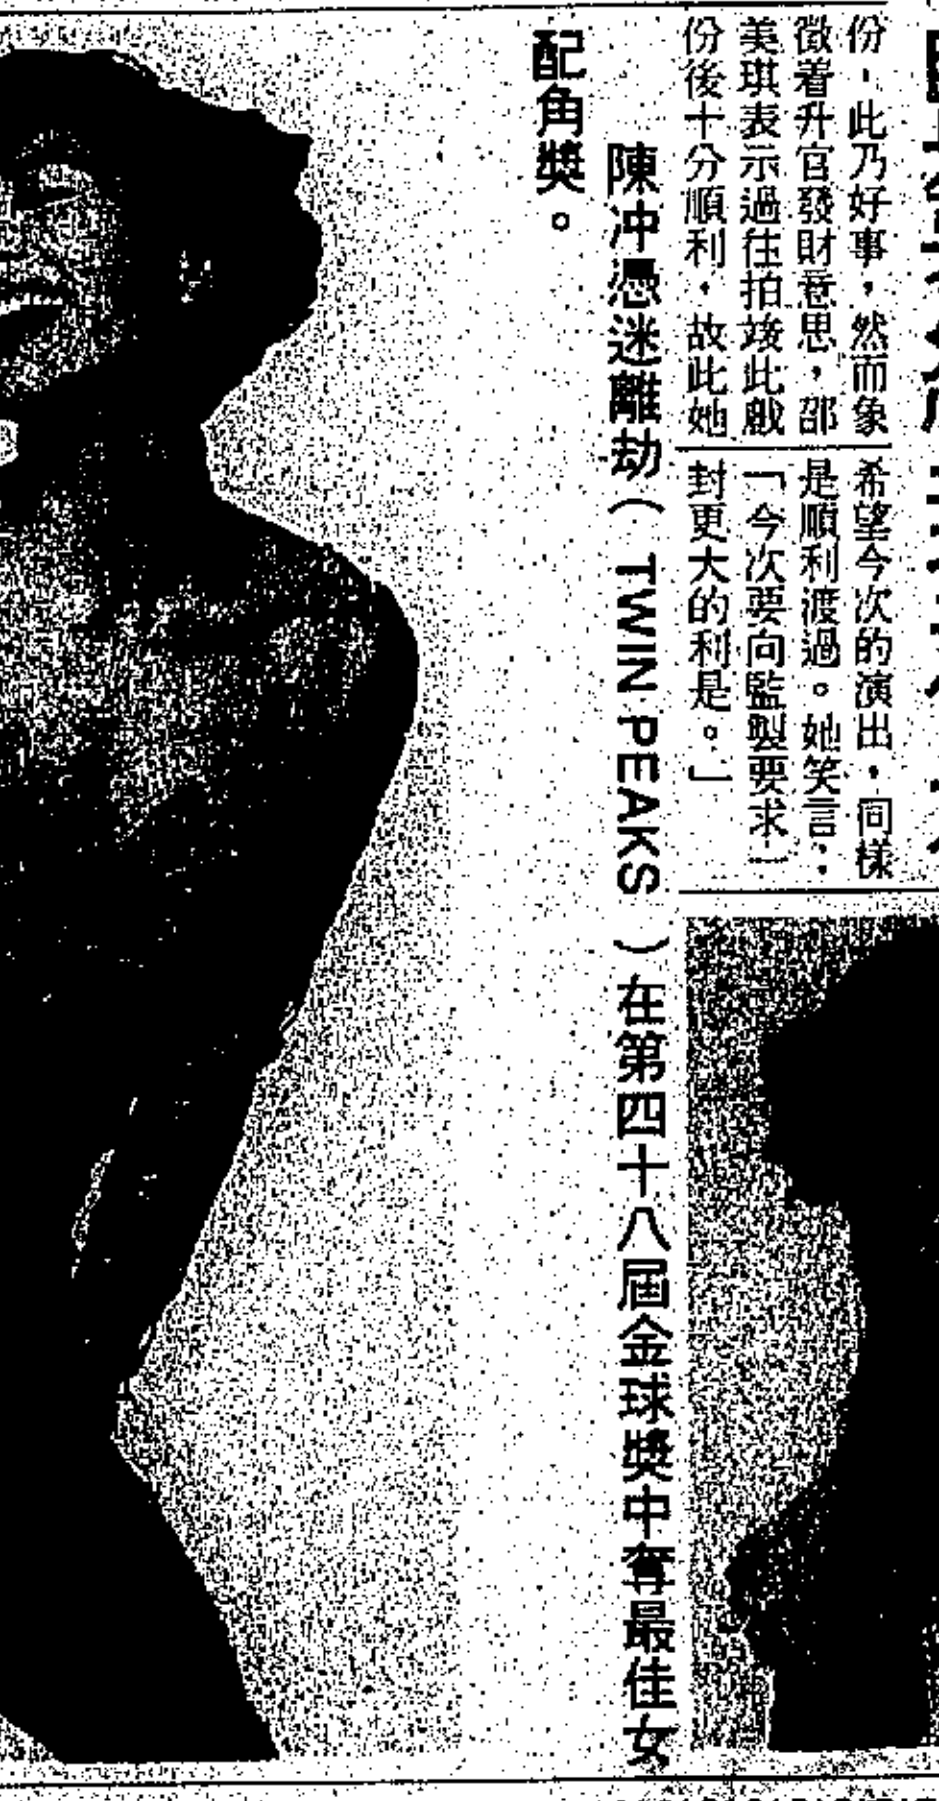 份，此乃好事，然而象
徵着升官發財意思，邵
美琪表示過往拍竣此戲
份後十分順利，故此她
希望今次的演出，同樣
是順利渡過。她笑言：
「今次要向監製要求一
封更大的利是。」
陳冲憑迷離劫（TWIN PEAKS）在第四十八屆金球獎中奪最佳女
配角獎。